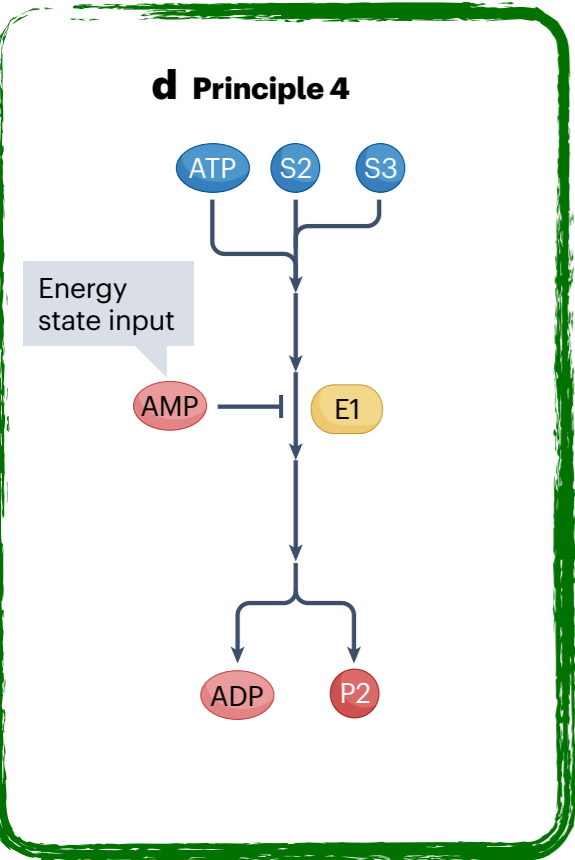 d Principle 4
ATP S2 S3
Energy
state input
AMP E1
ADP P2